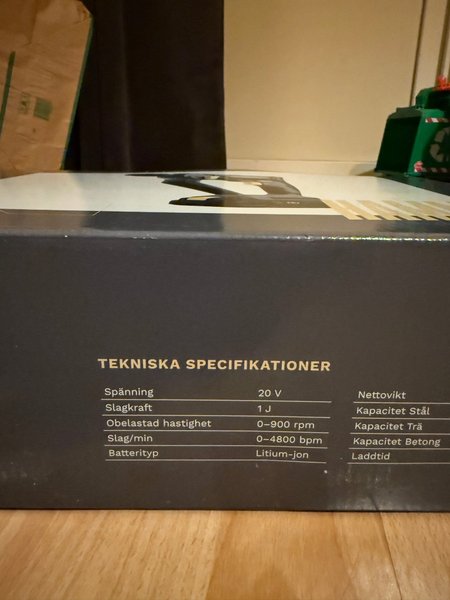 TEKNISKA SPECIFIKATIONER
Spänning 20 V
Slagkraft 1 J
Obelastad hastighet 0–900 rpm
Slag/min 0–4800 bpm
Batterityp Litium-jon
Nettovikt
Kapacitet Stål
Kapacitet Trä
Kapacitet Betong
Laddtid